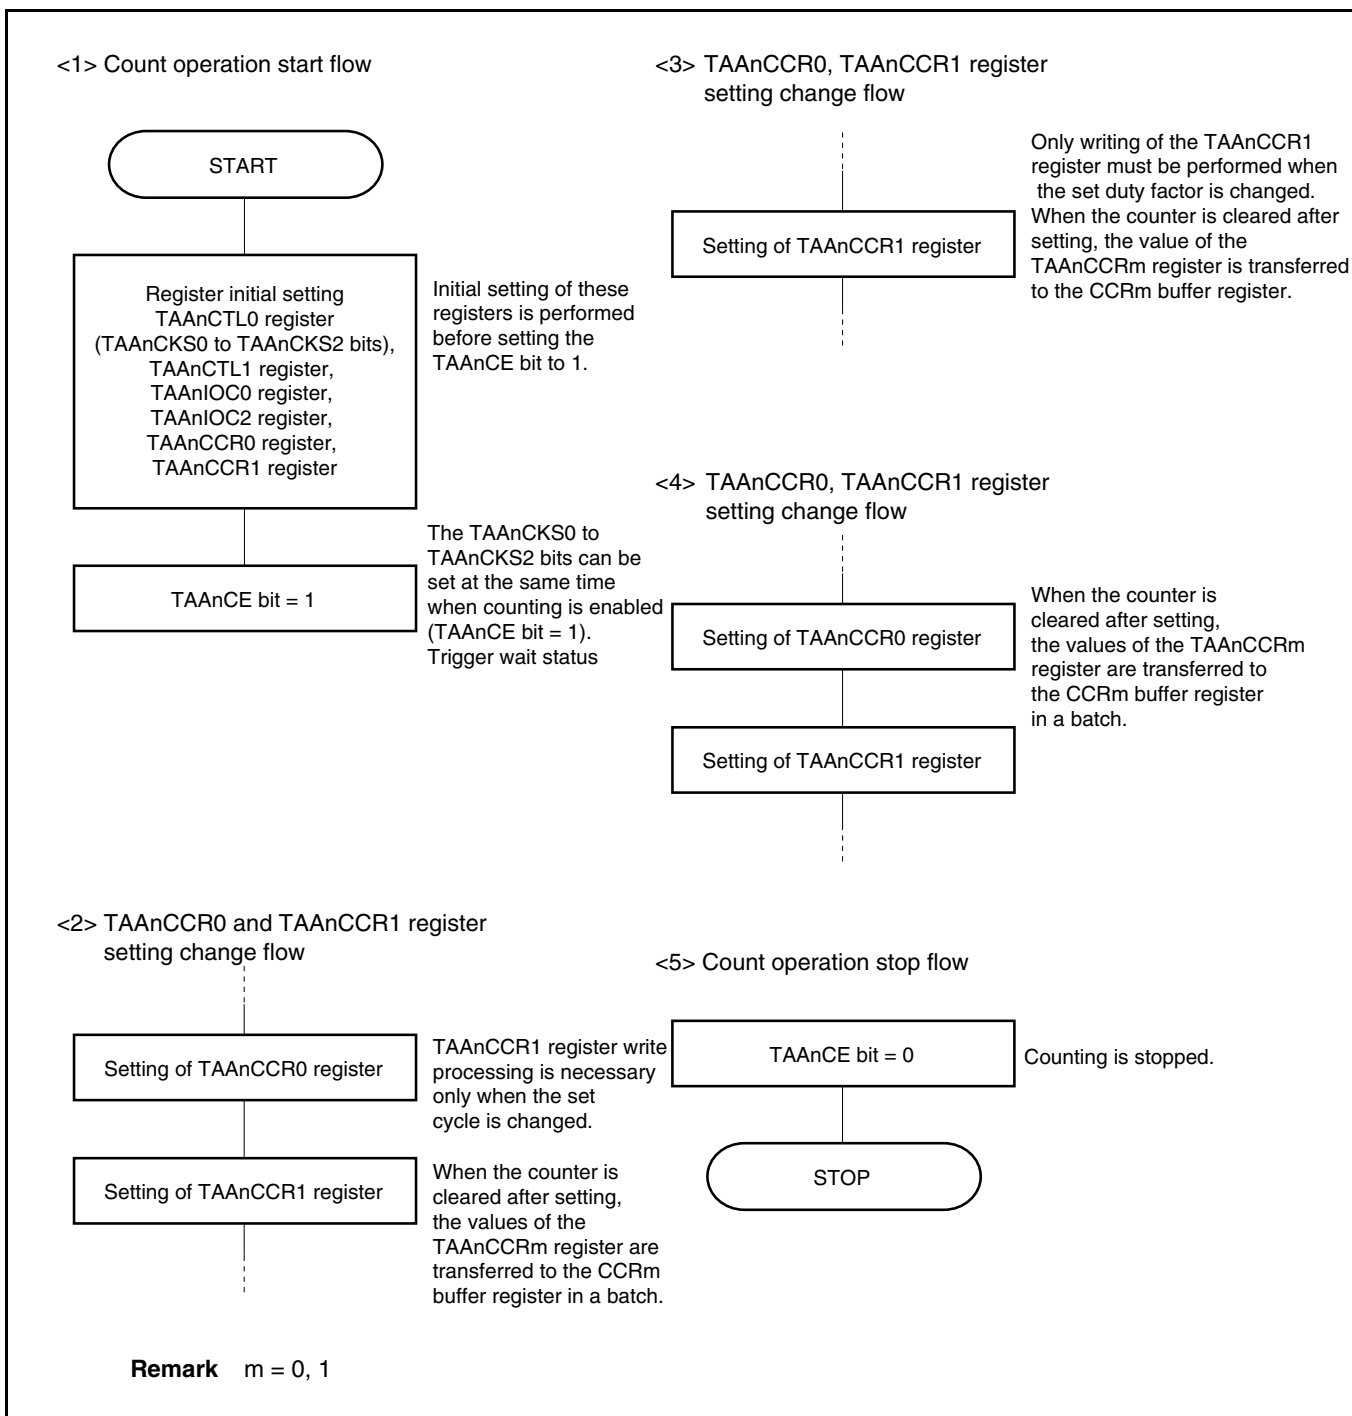 <1> Count operation start flow
START
Register initial setting
TAAnCTL0 register
(TAAnCKS0 to TAAnCKS2 bits),
TAAnCTL1 register,
TAAnIOC0 register,
TAAnIOC2 register,
TAAnCCR0 register,
TAAnCCR1 register
Initial setting of these
registers is performed
before setting the
TAAnCE bit to 1.
TAAnCE bit = 1
The TAAnCKS0 to
TAAnCKS2 bits can be
set at the same time
when counting is enabled
(TAAnCE bit = 1).
Trigger wait status
<2> TAAnCCR0 and TAAnCCR1 register
setting change flow
Setting of TAAnCCR0 register
TAAnCCR1 register write
processing is necessary
only when the set
cycle is changed.
Setting of TAAnCCR1 register
When the counter is
cleared after setting,
the values of the
TAAnCCRm register are
transferred to the CCRm
buffer register in a batch.
<3> TAAnCCR0, TAAnCCR1 register
setting change flow
Setting of TAAnCCR1 register
Only writing of the TAAnCCR1
register must be performed when
the set duty factor is changed.
When the counter is cleared after
setting, the value of the
TAAnCCRm register is transferred
to the CCRm buffer register.
<4> TAAnCCR0, TAAnCCR1 register
setting change flow
Setting of TAAnCCR0 register
When the counter is
cleared after setting,
the values of the TAAnCCRm
register are transferred to
the CCRm buffer register
in a batch.
Setting of TAAnCCR1 register
<5> Count operation stop flow
TAAnCE bit = 0
Counting is stopped.
STOP
Remark m = 0, 1